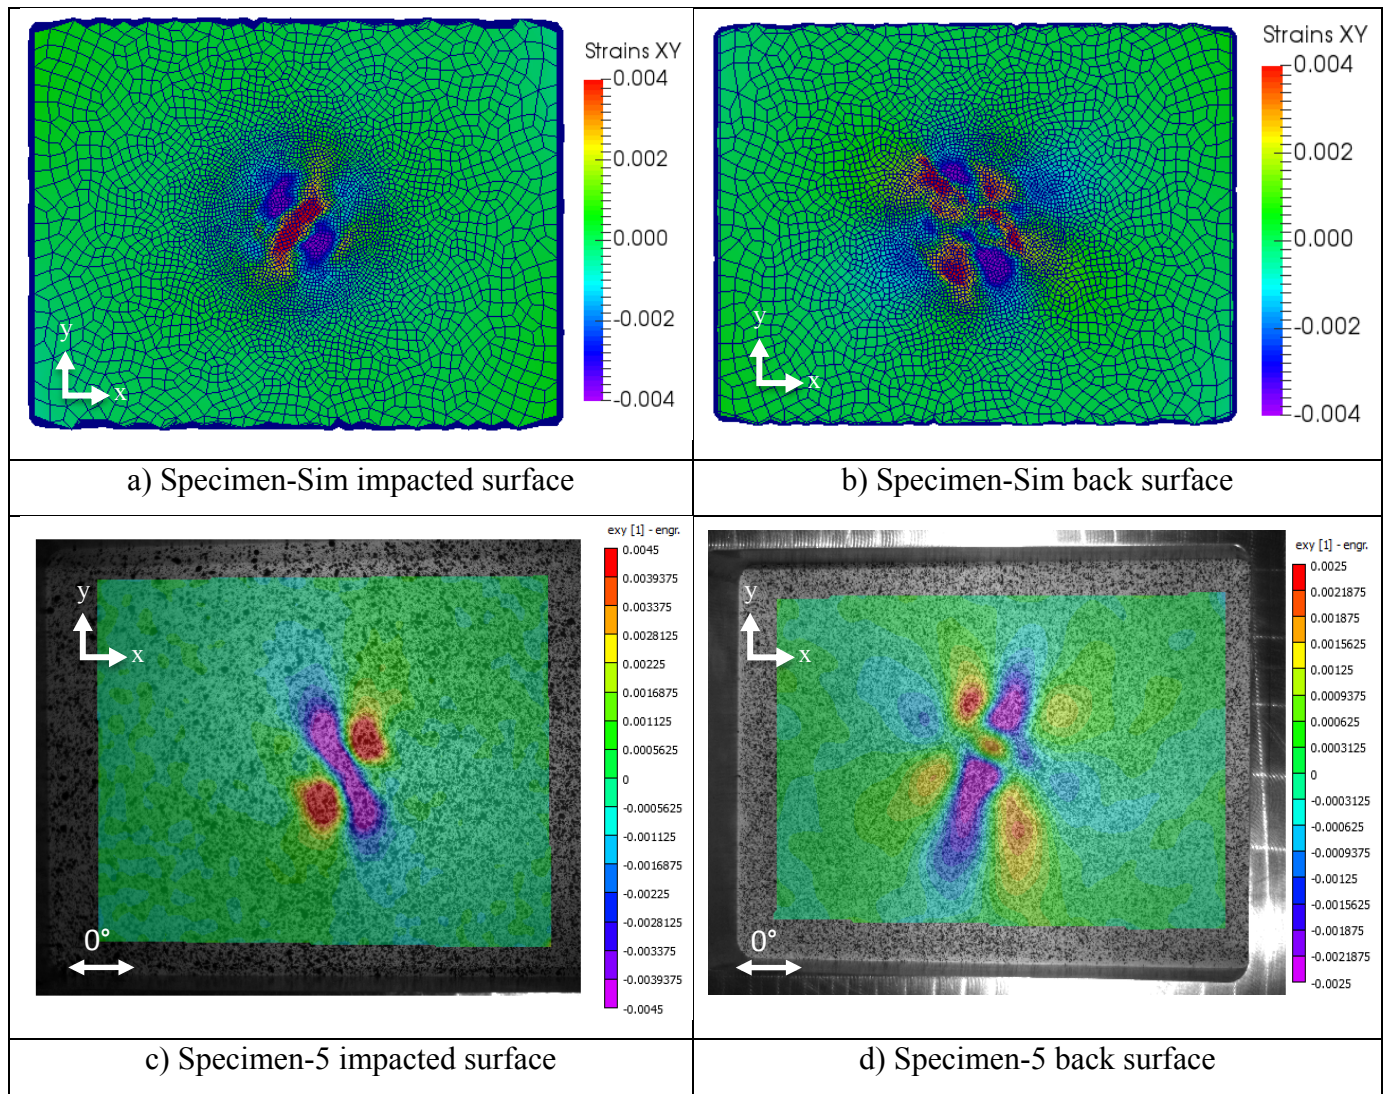 Strains XY
0.004
0.002
0.000
-0.002
-0.004
y
x
Strains XY
0.004
0.002
0.000
-0.002
-0.004
y
x
a) Specimen-Sim impacted surface
b) Specimen-Sim back surface
exy [1] - engr.
0.0045
0.0039375
0.003375
0.0028125
0.00225
0.0016875
0.001125
0.0005625
0
-0.0005625
-0.001125
-0.0016875
-0.00225
-0.0028125
-0.003375
-0.0039375
-0.0045
y
x
0°
exy [1] - engr.
0.0025
0.0021875
0.001875
0.0015625
0.00125
0.0009375
0.000625
0.0003125
0
-0.0003125
-0.000625
-0.0009375
-0.00125
-0.0015625
-0.001875
-0.0021875
-0.0025
y
x
0°
c) Specimen-5 impacted surface
d) Specimen-5 back surface